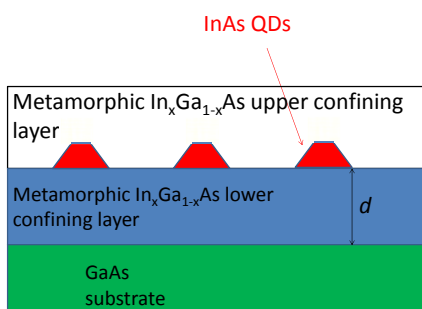 InAs QDs
Metamorphic InₓGa₁₋ₓAs upper confining
layer
Metamorphic InₓGa₁₋ₓAs lower
confining layer
d
GaAs
substrate